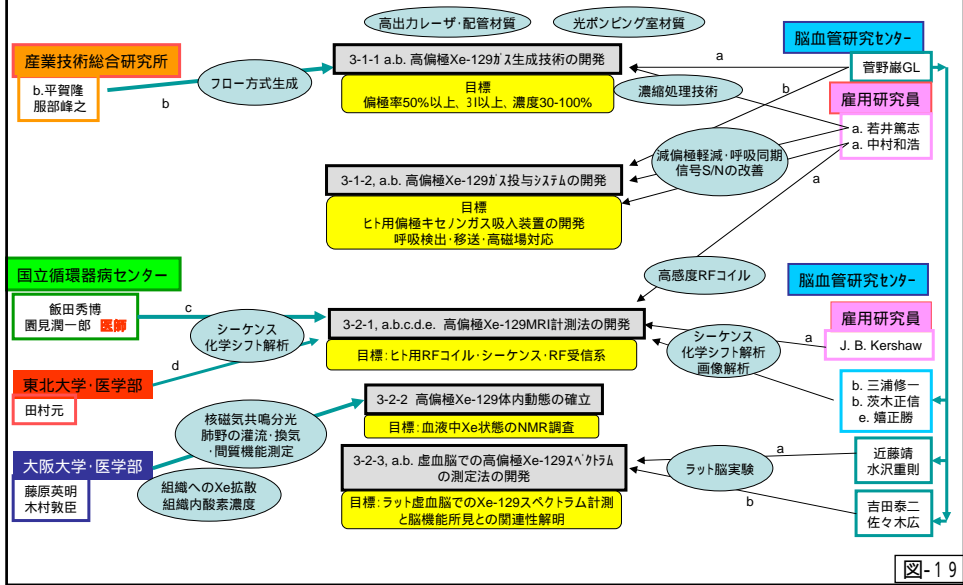 高出力レーザ・配管材質
光ポンピング室材質
産業技術総合研究所
b.平賀隆
服部峰之
b
フロー方式生成
3-1-1 a.b. 高偏極Xe-129ガス生成技術の開発
目標
偏極率50%以上、3l以上、濃度30-100%
a
b
濃縮処理技術
脳血管研究センター
菅野巌GL
雇用研究員
a. 若井篤志
a. 中村和浩
a
減偏極軽減・呼吸同期
信号S/Nの改善
3-1-2, a.b. 高偏極Xe-129ガス投与システムの開発
目標
ヒト用偏極キセノンガス吸入装置の開発
呼吸検出・移送・高磁場対応
高感度RFコイル
国立循環器病センター
飯田秀博
圓見潤一郎 医師
c
シーケンス
化学シフト解析
d
東北大学・医学部
田村元
3-2-1, a.b.c.d.e. 高偏極Xe-129MRI計測法の開発
目標:ヒト用RFコイル・シーケンス・RF受信系
シーケンス
化学シフト解析
画像解析
a
脳血管研究センター
雇用研究員
J. B. Kershaw
b. 三浦修一
b. 茨木正信
e. 嬉正勝
核磁気共鳴分光
肺野の灌流・換気
・間質機能測定
大阪大学・医学部
藤原英明
木村敦臣
組織へのXe拡散
組織内酸素濃度
3-2-2 高偏極Xe-129体内動態の確立
目標:血液中Xe状態のNMR調査
3-2-3, a.b. 虚血脳での高偏極Xe-129スペクトラム
の測定法の開発
目標:ラット虚血脳でのXe-129スペクトラム計測
と脳機能所見との関連性解明
ラット脳実験
a
b
近藤靖
水沢重則
吉田泰二
佐々木広
図-19